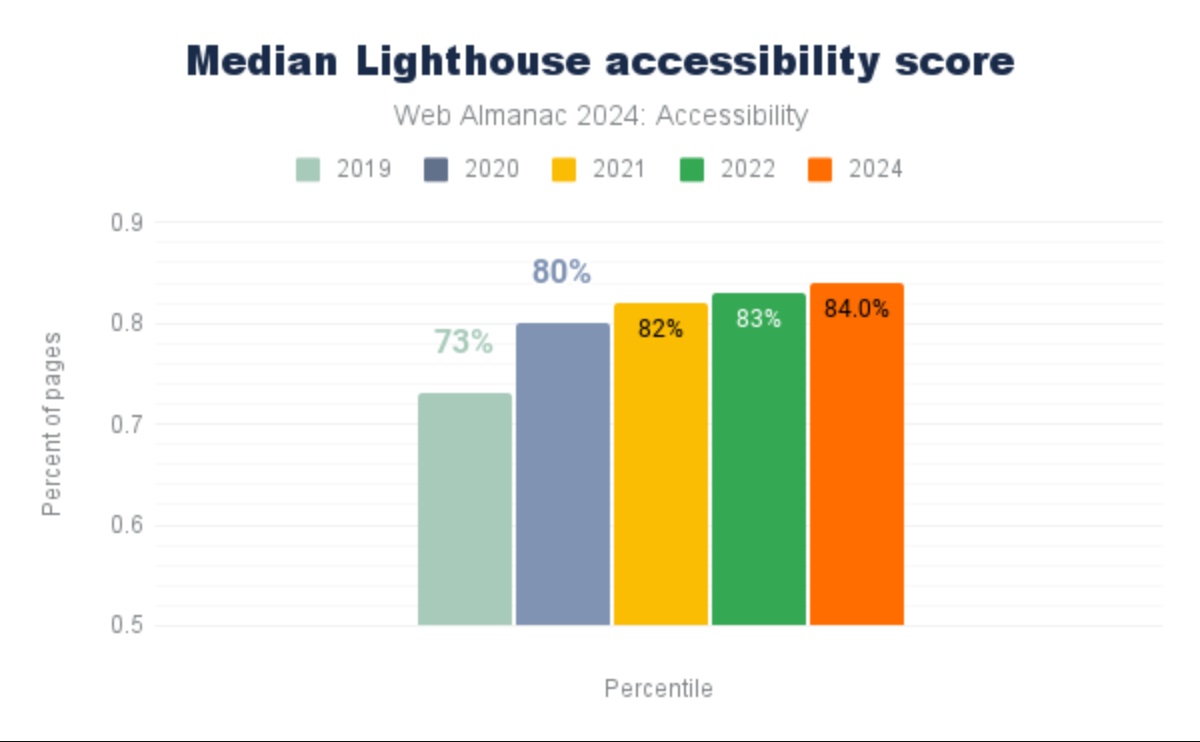 Median Lighthouse accessibility score
Web Almanac 2024: Accessibility
2019 2020 2021 2022 2024
0.9
0.8
0.7
0.6
0.5
Percent of pages
73%
80%
82%
83%
84.0%
Percentile